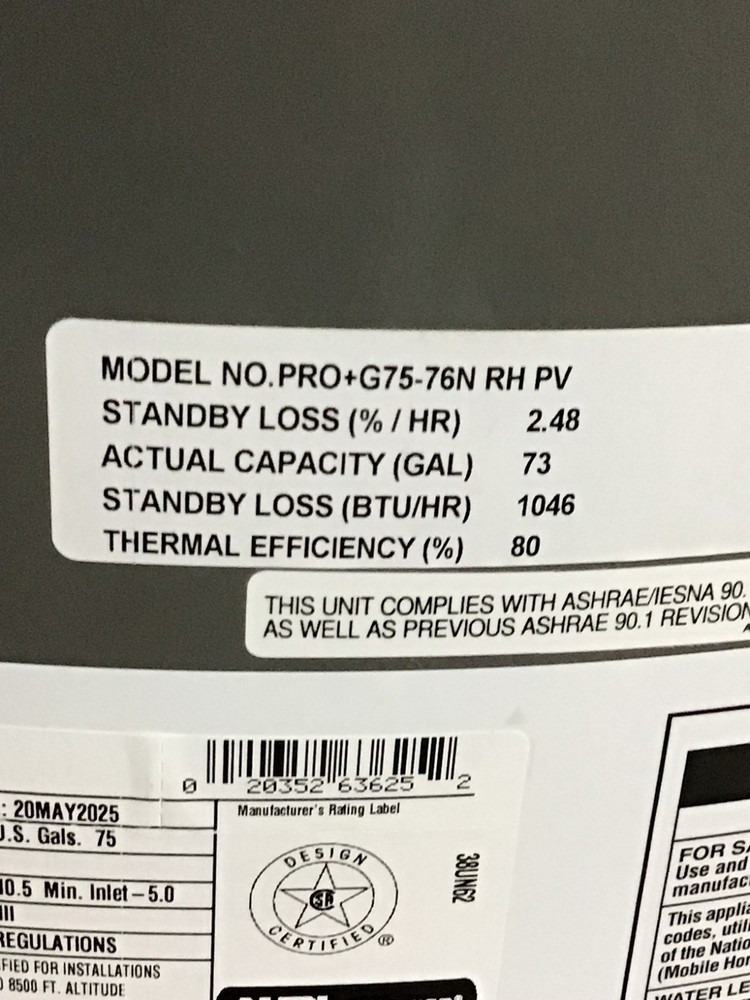 MODEL NO.PRO+G75-76N RH PV
STANDBY LOSS (% / HR) 2.48
ACTUAL CAPACITY (GAL) 73
STANDBY LOSS (BTU/HR) 1046
THERMAL EFFICIENCY (%) 80
THIS UNIT COMPLIES WITH ASHRAE/IESNA 90.
AS WELL AS PREVIOUS ASHRAE 90.1 REVISION
0 20352 63625 2
Manufacturer's Rating Label
: 20MAY2025
U.S. Gals. 75
10.5 Min. Inlet-5.0
III
REGULATIONS
FIED FOR INSTALLATIONS
8500 FT. ALTITUDE
DESIGN
CERTIFIED
®
38UN62
FOR SA
Use and
manufac
This applia
codes, utili
of the Natio
(Mobile Hor
WATER LE